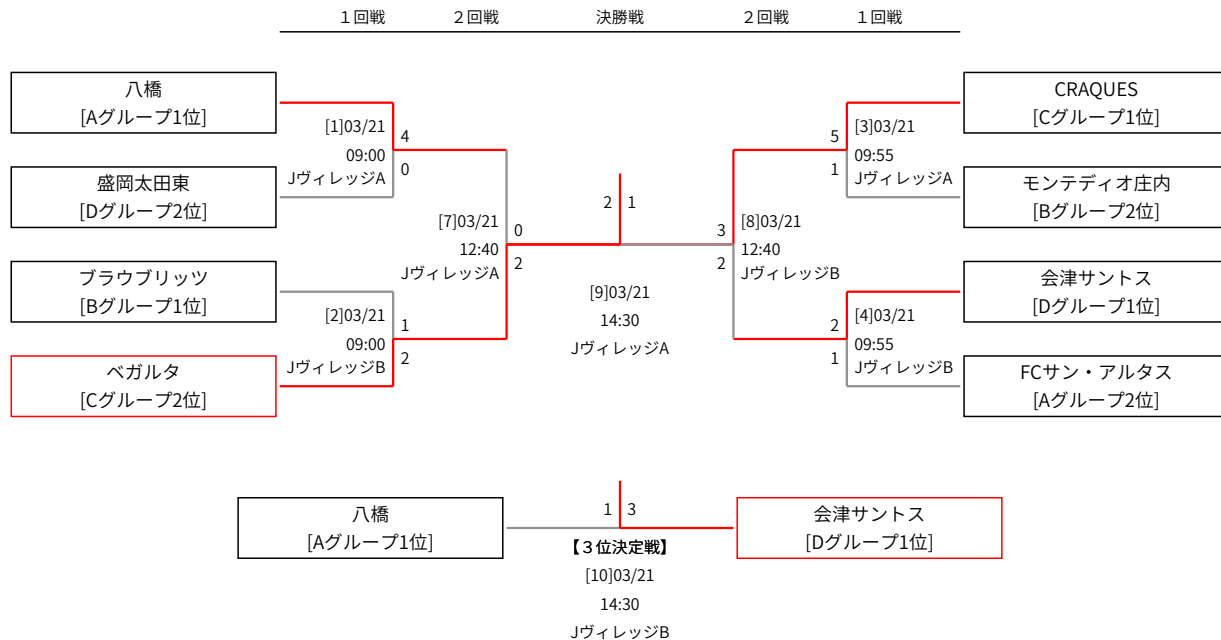 １回戦
２回戦
決勝戦
２回戦
１回戦
八橋
[Aグループ1位]
盛岡太田東
[Dグループ2位]
ブラウブリッツ
[Bグループ1位]
ベガルタ
[Cグループ2位]
[1]03/21
09:00
JヴィレッジA
4
0
[2]03/21
09:00
JヴィレッジB
1
2
[7]03/21
12:40
JヴィレッジA
0
2
2
1
[9]03/21
14:30
JヴィレッジA
3
2
[8]03/21
12:40
JヴィレッジB
5
1
[3]03/21
09:55
JヴィレッジA
2
1
[4]03/21
09:55
JヴィレッジB
CRAQUES
[Cグループ1位]
モンテディオ庄内
[Bグループ2位]
会津サントス
[Dグループ1位]
FCサン・アルタス
[Aグループ2位]
八橋
[Aグループ1位]
1
3
会津サントス
[Dグループ1位]
【３位決定戦】
[10]03/21
14:30
JヴィレッジB